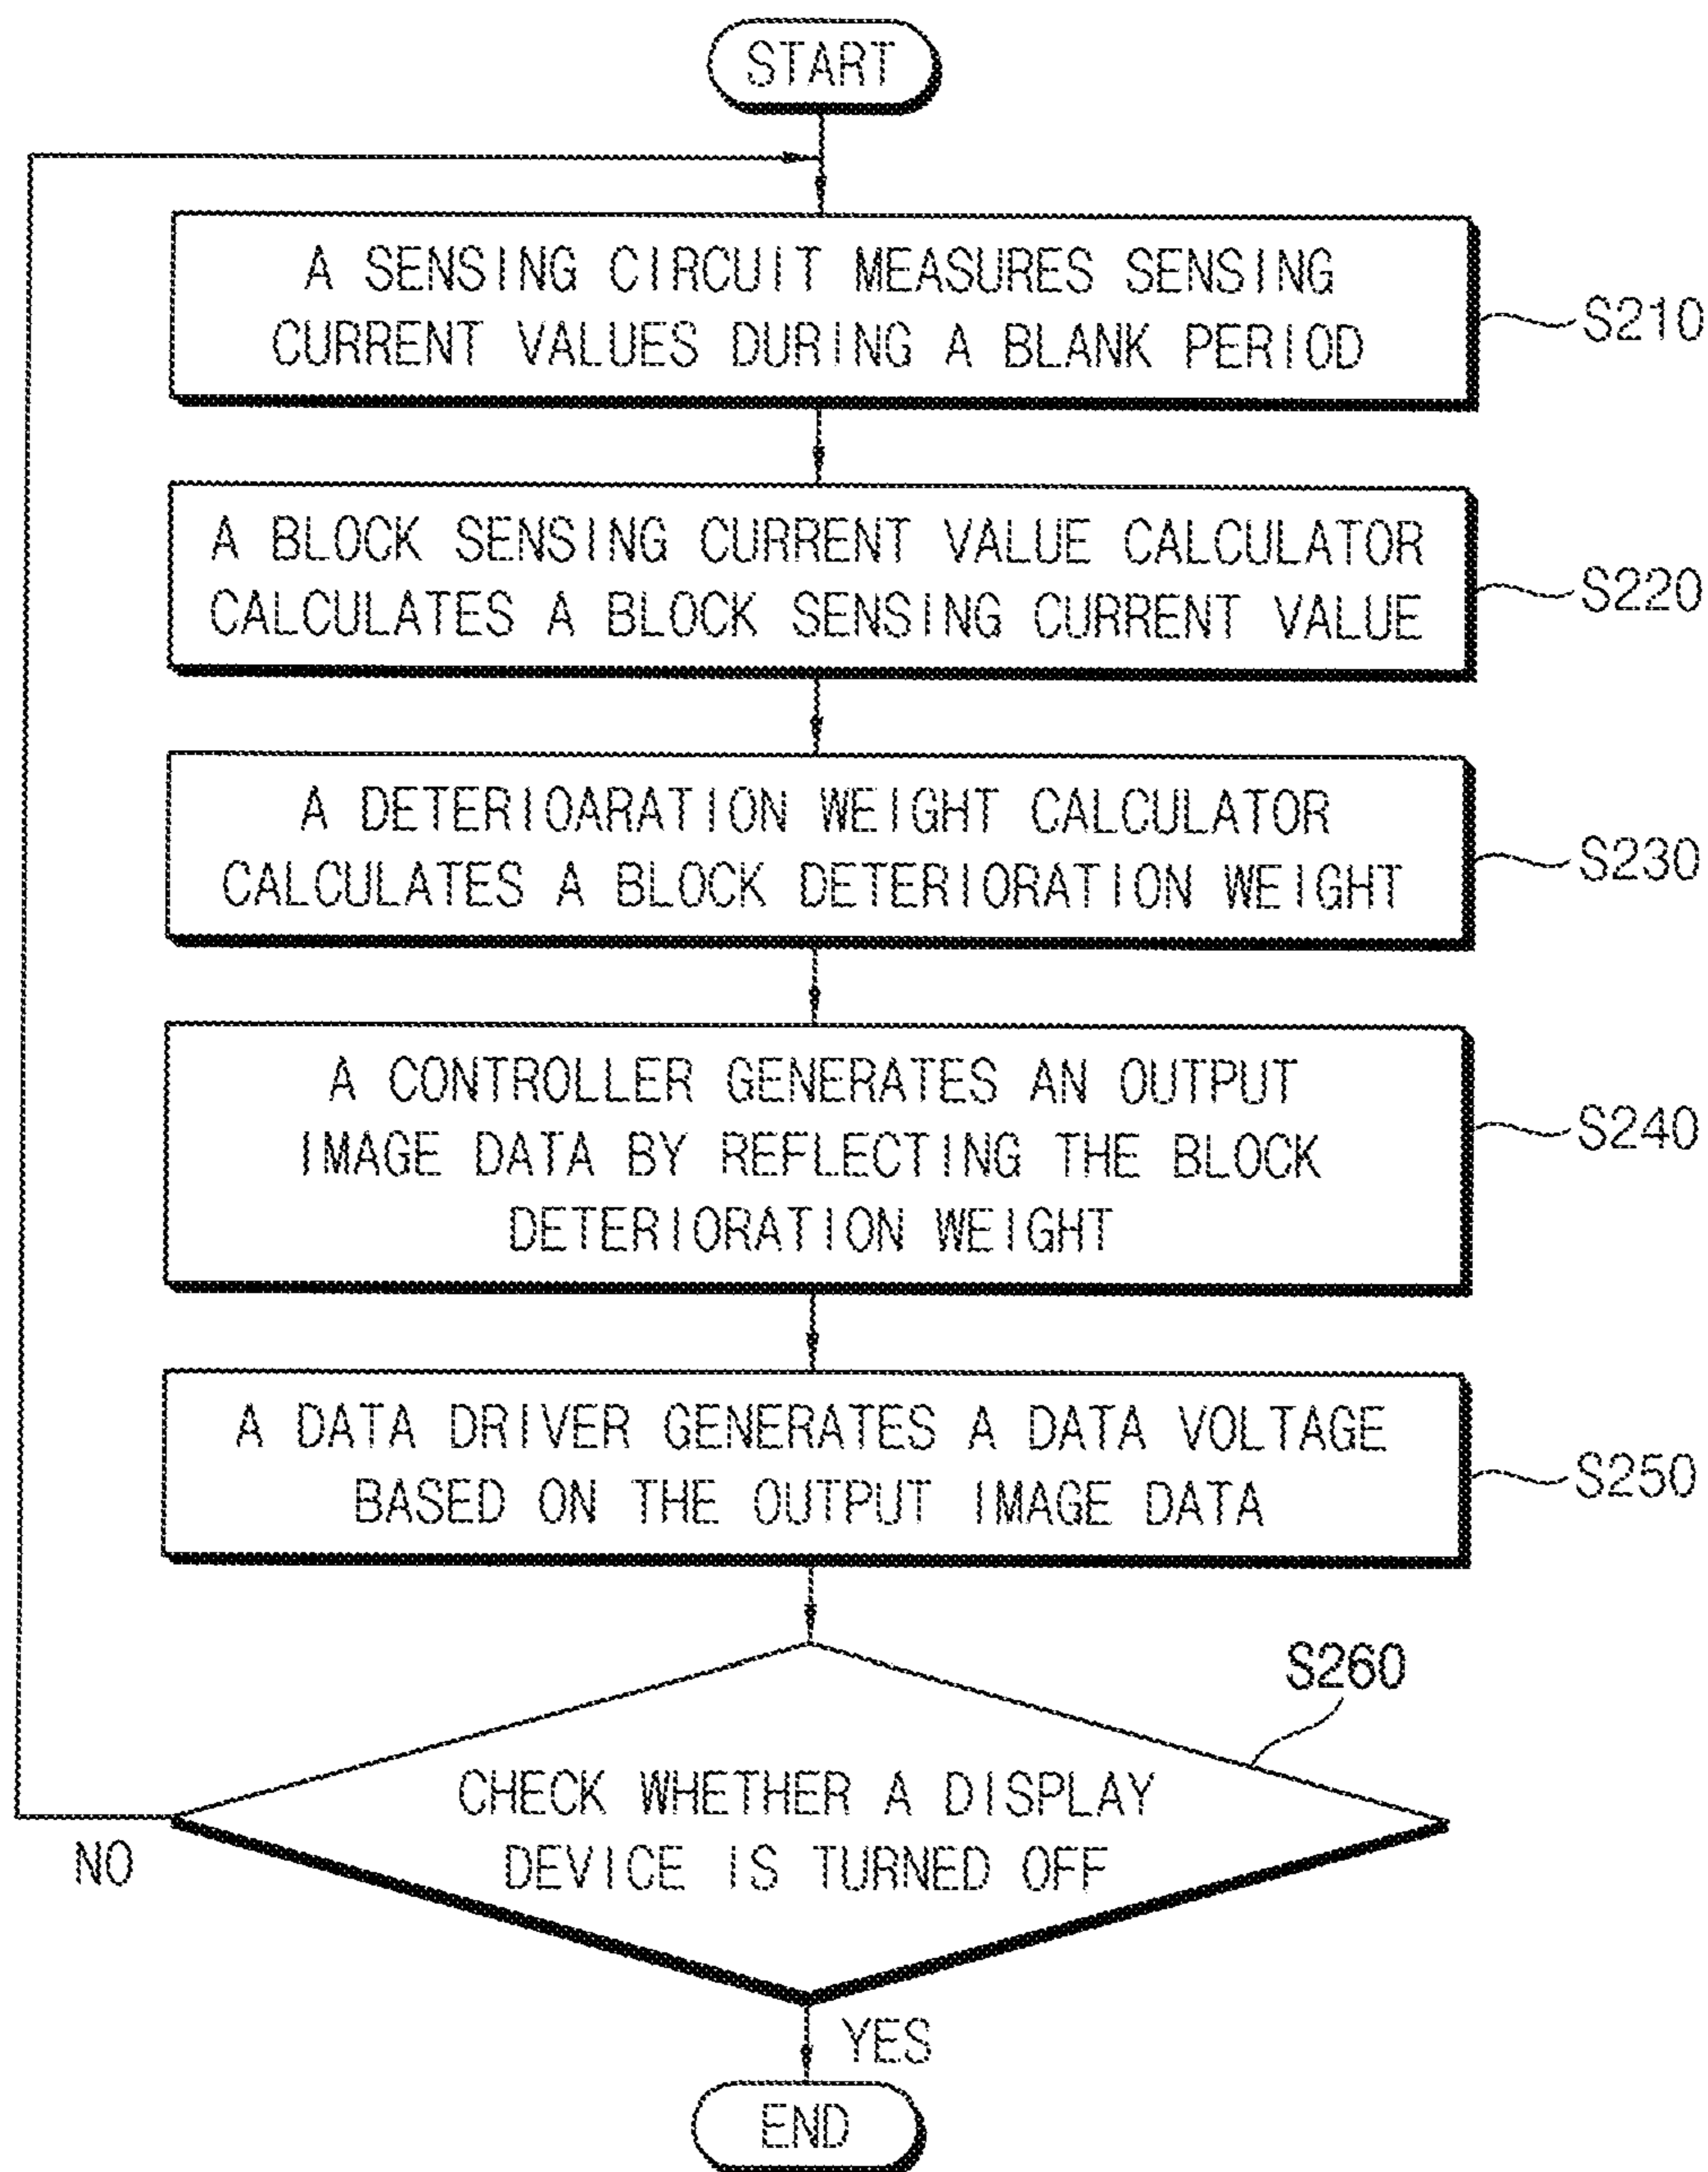 START
A SENSING CIRCUIT MEASURES SENSING
CURRENT VALUES DURING A BLANK PERIOD
S210
A BLOCK SENSING CURRENT VALUE CALCULATOR
CALCULATES A BLOCK SENSING CURRENT VALUE
S220
A DETERIOARATION WEIGHT CALCULATOR
CALCULATES A BLOCK DETERIORATION WEIGHT
S230
A CONTROLLER GENERATES AN OUTPUT
IMAGE DATA BY REFLECTING THE BLOCK
DETERIORATION WEIGHT
S240
A DATA DRIVER GENERATES A DATA VOLTAGE
BASED ON THE OUTPUT IMAGE DATA
S250
S260
CHECK WHETHER A DISPLAY
DEVICE IS TURNED OFF
NO
YES
END